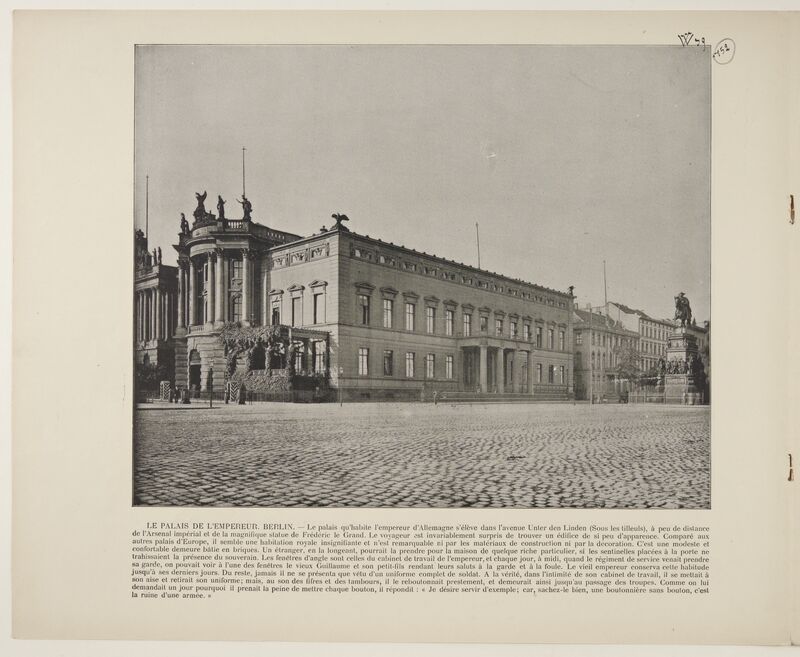 152
LE PALAIS DE L'EMPEREUR. BERLIN. — Le palais qu'habite l'empereur d'Allemagne s'élève dans l'avenue Unter den Linden (Sous les tilleuls), à peu de distance
de l'Arsenal impérial et de la magnifique statue de Frédéric le Grand. Le voyageur est invariablement surpris de trouver un édifice de si peu d'apparence. Comparé aux
autres palais d'Europe, il semble une habitation royale insignifiante et n'est remarquable ni par les matériaux de construction ni par la décoration. C'est une modeste et
confortable demeure bâtie en briques. Un étranger, en la longeant, pourrait la prendre pour la maison de quelque riche particulier, si les sentinelles placées à la porte ne
trahissaient la présence du souverain. Les fenêtres d'angle sont celles du cabinet de travail de l'empereur, et chaque jour, à midi, quand le régiment de service venait prendre
sa garde, on pouvait voir à l'une des fenêtres le vieux Guillaume et son petit-fils rendant leurs saluts à la garde et à la foule. Le vieil empereur conserva cette habitude
jusqu'à ses derniers jours. Du reste, jamais il ne se présenta que vêtu d'un uniforme complet de soldat. A la vérité, dans l'intimité de son cabinet de travail, il se mettait à
son aise et retirait son uniforme; mais, au son des fifres et des tambours, il le reboutonnait prestement, et demeurait ainsi jusqu'au passage des troupes. Comme on lui
demandait un jour pourquoi il prenait la peine de mettre chaque bouton, il répondit : « Je désire servir d'exemple; car, sachez-le bien, une boutonnière sans bouton, c'est
la ruine d'une armée. »